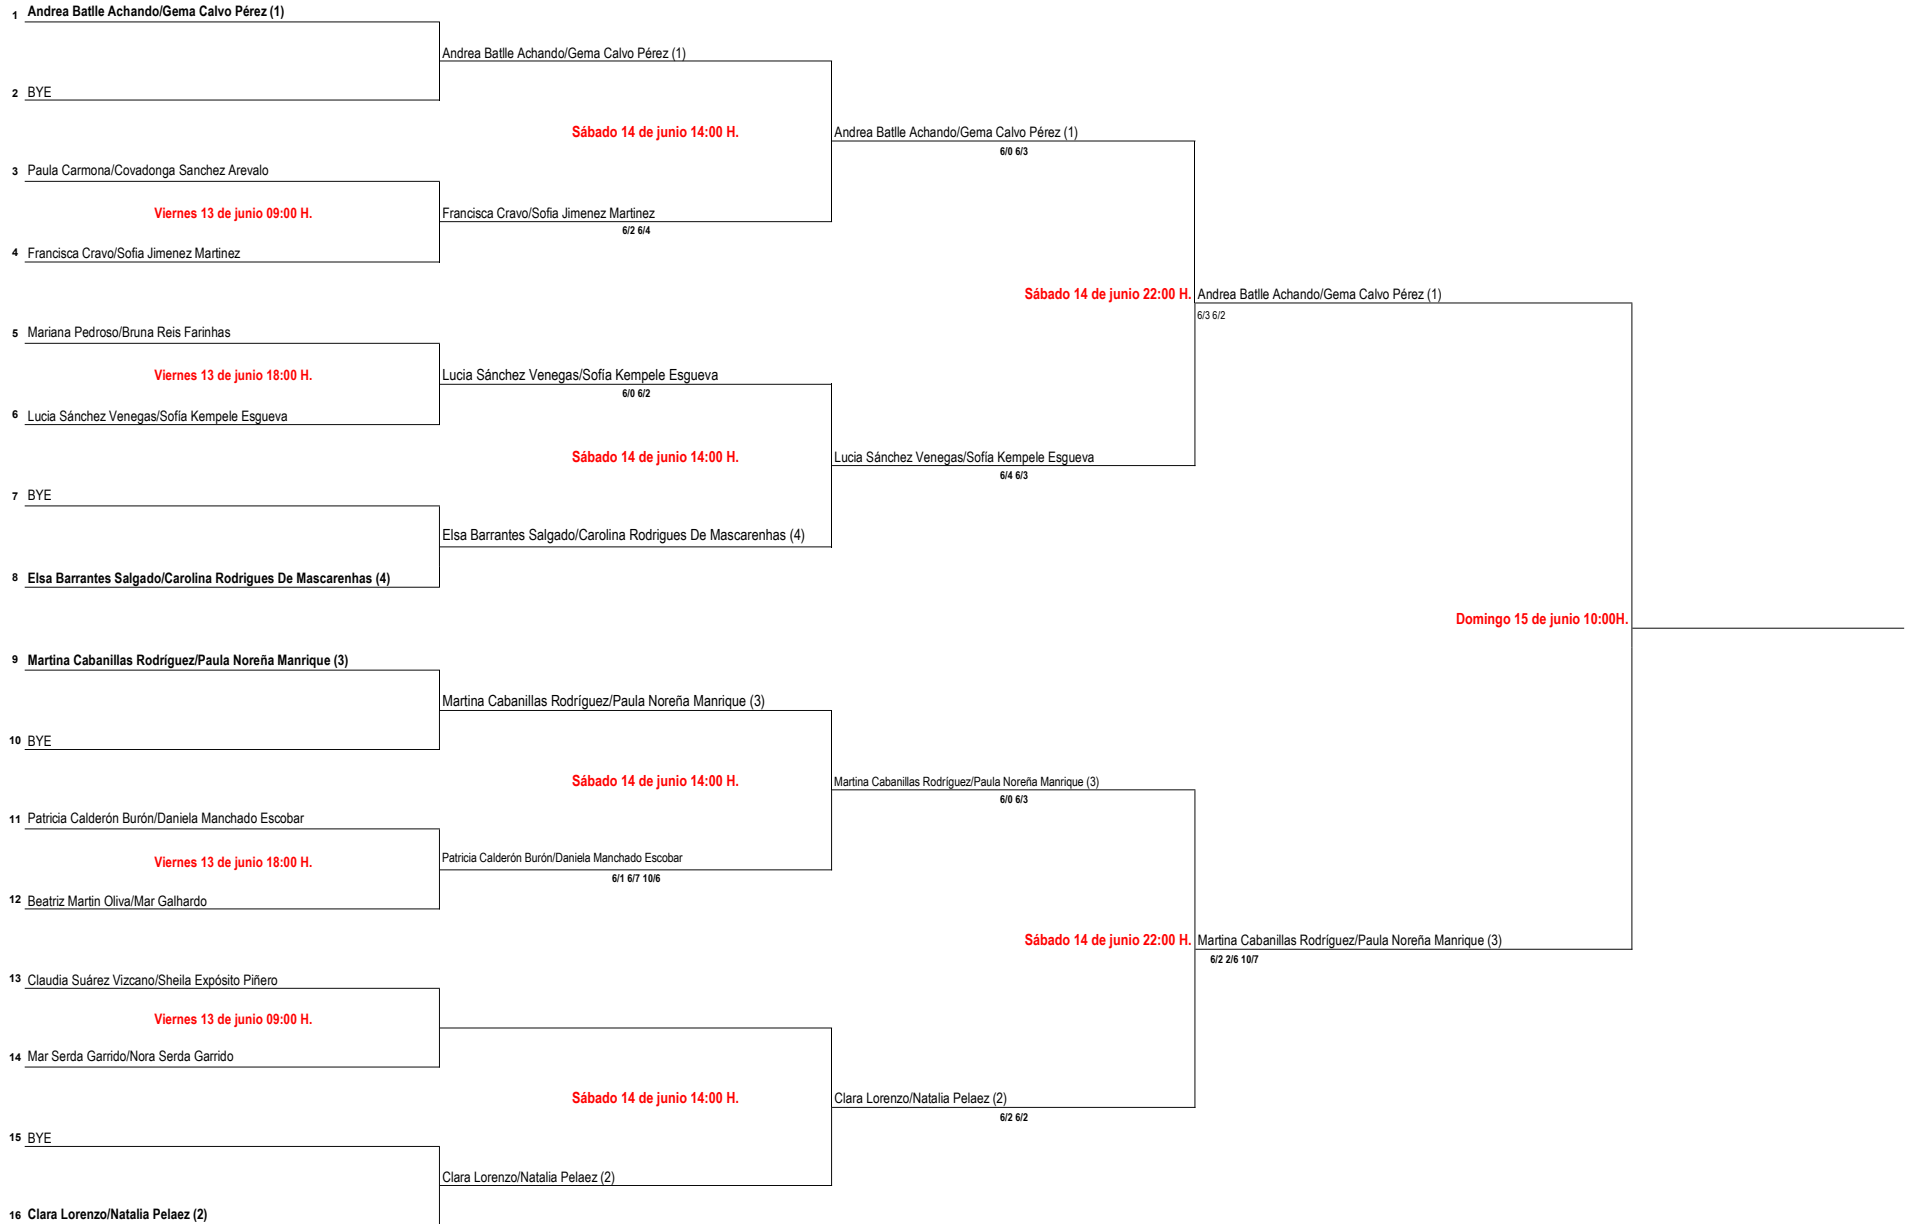 1 Andrea Batlle Achando/Gema Calvo Pérez (1)
Andrea Batlle Achando/Gema Calvo Pérez (1)
2 BYE
Sábado 14 de junio 14:00 H.
Andrea Batlle Achando/Gema Calvo Pérez (1)
6/0 6/3
3 Paula Carmona/Covadonga Sanchez Arevalo
Viernes 13 de junio 09:00 H.
Francisca Cravo/Sofia Jimenez Martinez
6/2 6/4
4 Francisca Cravo/Sofia Jimenez Martinez
Sábado 14 de junio 22:00 H.
Andrea Batlle Achando/Gema Calvo Pérez (1)
6/3 6/2
5 Mariana Pedroso/Bruna Reis Farinhas
Viernes 13 de junio 18:00 H.
Lucia Sánchez Venegas/Sofía Kempele Esgueva
6/0 6/2
6 Lucia Sánchez Venegas/Sofía Kempele Esgueva
Sábado 14 de junio 14:00 H.
Lucia Sánchez Venegas/Sofía Kempele Esgueva
6/4 6/3
7 BYE
Elsa Barrantes Salgado/Carolina Rodrigues De Mascarenhas (4)
8 Elsa Barrantes Salgado/Carolina Rodrigues De Mascarenhas (4)
Domingo 15 de junio 10:00H.
9 Martina Cabanillas Rodríguez/Paula Noreña Manrique (3)
Martina Cabanillas Rodríguez/Paula Noreña Manrique (3)
10 BYE
Sábado 14 de junio 14:00 H.
Martina Cabanillas Rodríguez/Paula Noreña Manrique (3)
6/0 6/3
11 Patricia Calderón Burón/Daniela Manchado Escobar
Viernes 13 de junio 18:00 H.
Patricia Calderón Burón/Daniela Manchado Escobar
6/1 6/7 10/6
12 Beatriz Martin Oliva/Mar Galhardo
Sábado 14 de junio 22:00 H.
Martina Cabanillas Rodríguez/Paula Noreña Manrique (3)
6/2 2/6 10/7
13 Claudia Suárez Vizcano/Sheila Expósito Piñero
Viernes 13 de junio 09:00 H.
14 Mar Serda Garrido/Nora Serda Garrido
Sábado 14 de junio 14:00 H.
Clara Lorenzo/Natalia Pelaez (2)
6/2 6/2
15 BYE
Clara Lorenzo/Natalia Pelaez (2)
16 Clara Lorenzo/Natalia Pelaez (2)